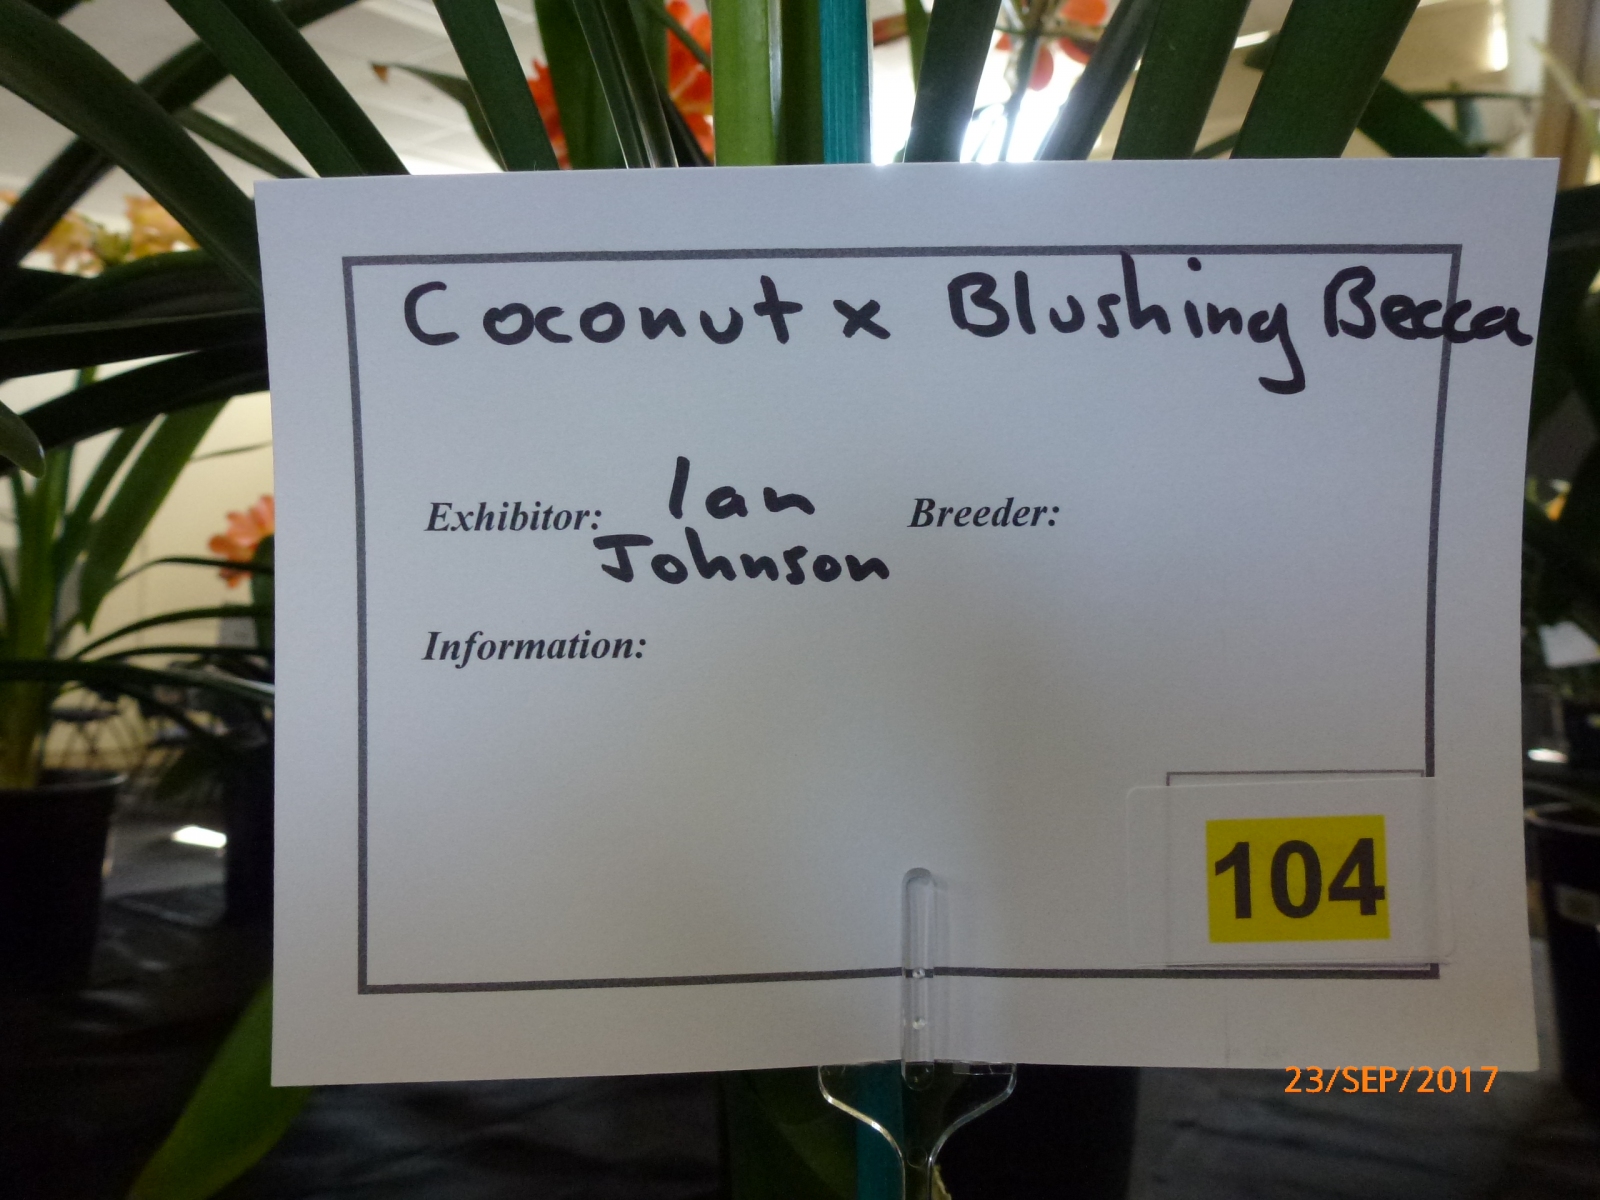 Coconut x Blushing Becca
Exhibitor: Ian Breeder:
Johnson
Information:
104
23/SEP/2017